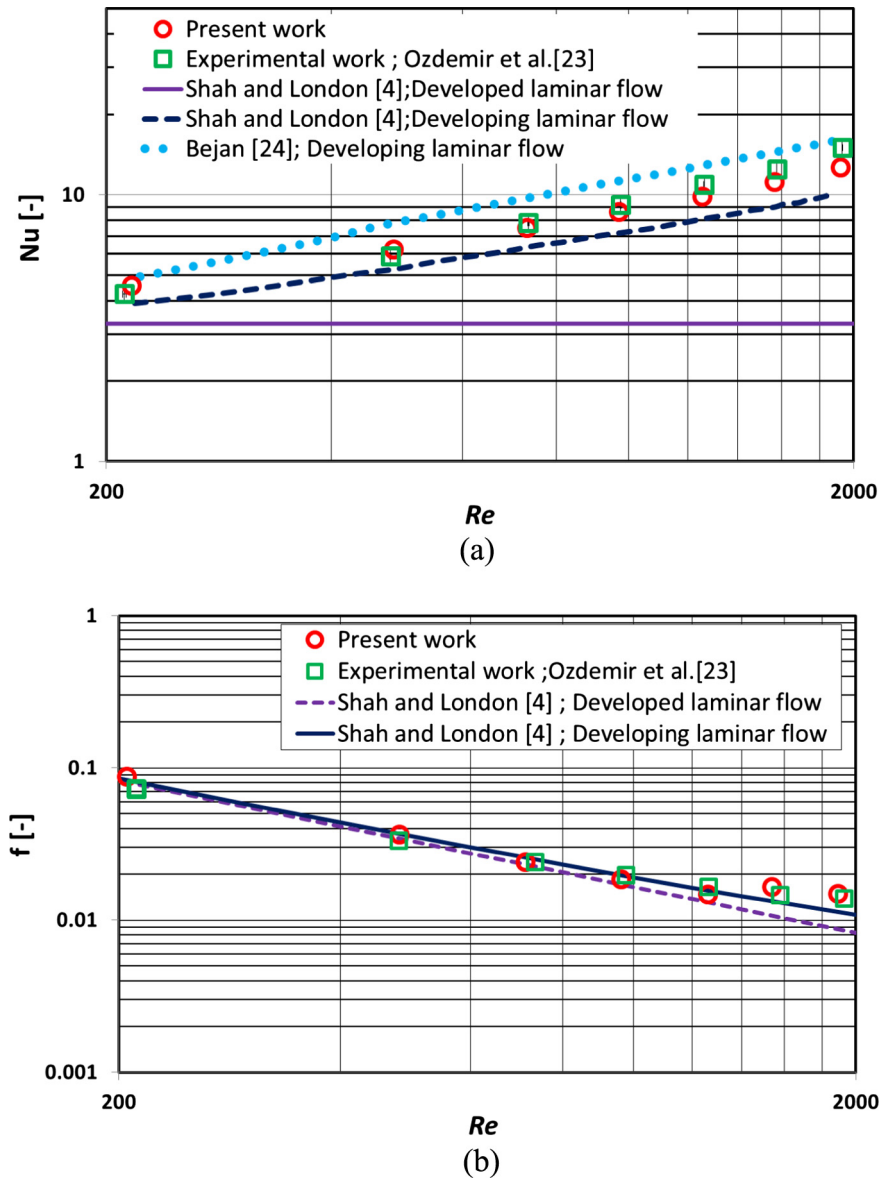 Present work
Experimental work ; Ozdemir et al.[23]
Shah and London [4];Developed laminar flow
Shah and London [4];Developing laminar flow
Bejan [24]; Developing laminar flow
10
Nu [-]
1
200
2000
Re
(a)
1
Present work
Experimental work ;Ozdemir et al.[23]
Shah and London [4] ; Developed laminar flow
Shah and London [4] ; Developing laminar flow
0.1
f [-]
0.01
0.001
200
2000
Re
(b)